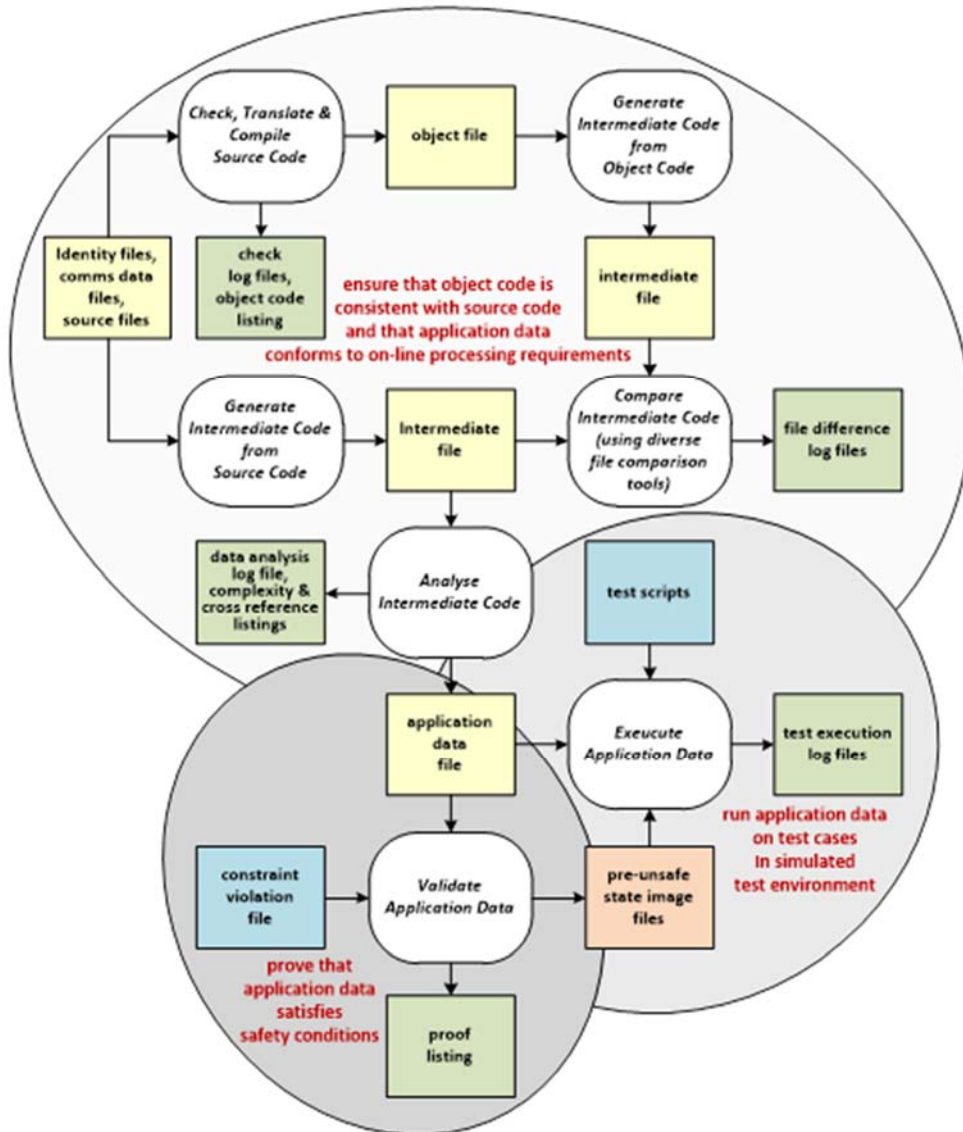 Check, Translate &
Compile
Source Code
object file
Generate
Intermediate Code
from
Object Code
Identity files,
comms data
files,
source files
check
log files,
object code
listing
ensure that object code is
consistent with source code
and that application data
conforms to on-line processing requirements
intermediate
file
Generate
Intermediate Code
from
Source Code
Intermediate
file
Compare
Intermediate Code
(using diverse
file comparison
tools)
file difference
log files
data analysis
log file,
complexity &
cross reference
listings
Analyse
Intermediate Code
test scripts
application
data
file
Exeucute
Application Data
test execution
log files
run application data
on test cases
In simulated
test environment
constraint
violation
file
Validate
Application Data
pre-unsafe
state image
files
prove that
application data
satisfies
safety conditions
proof
listing